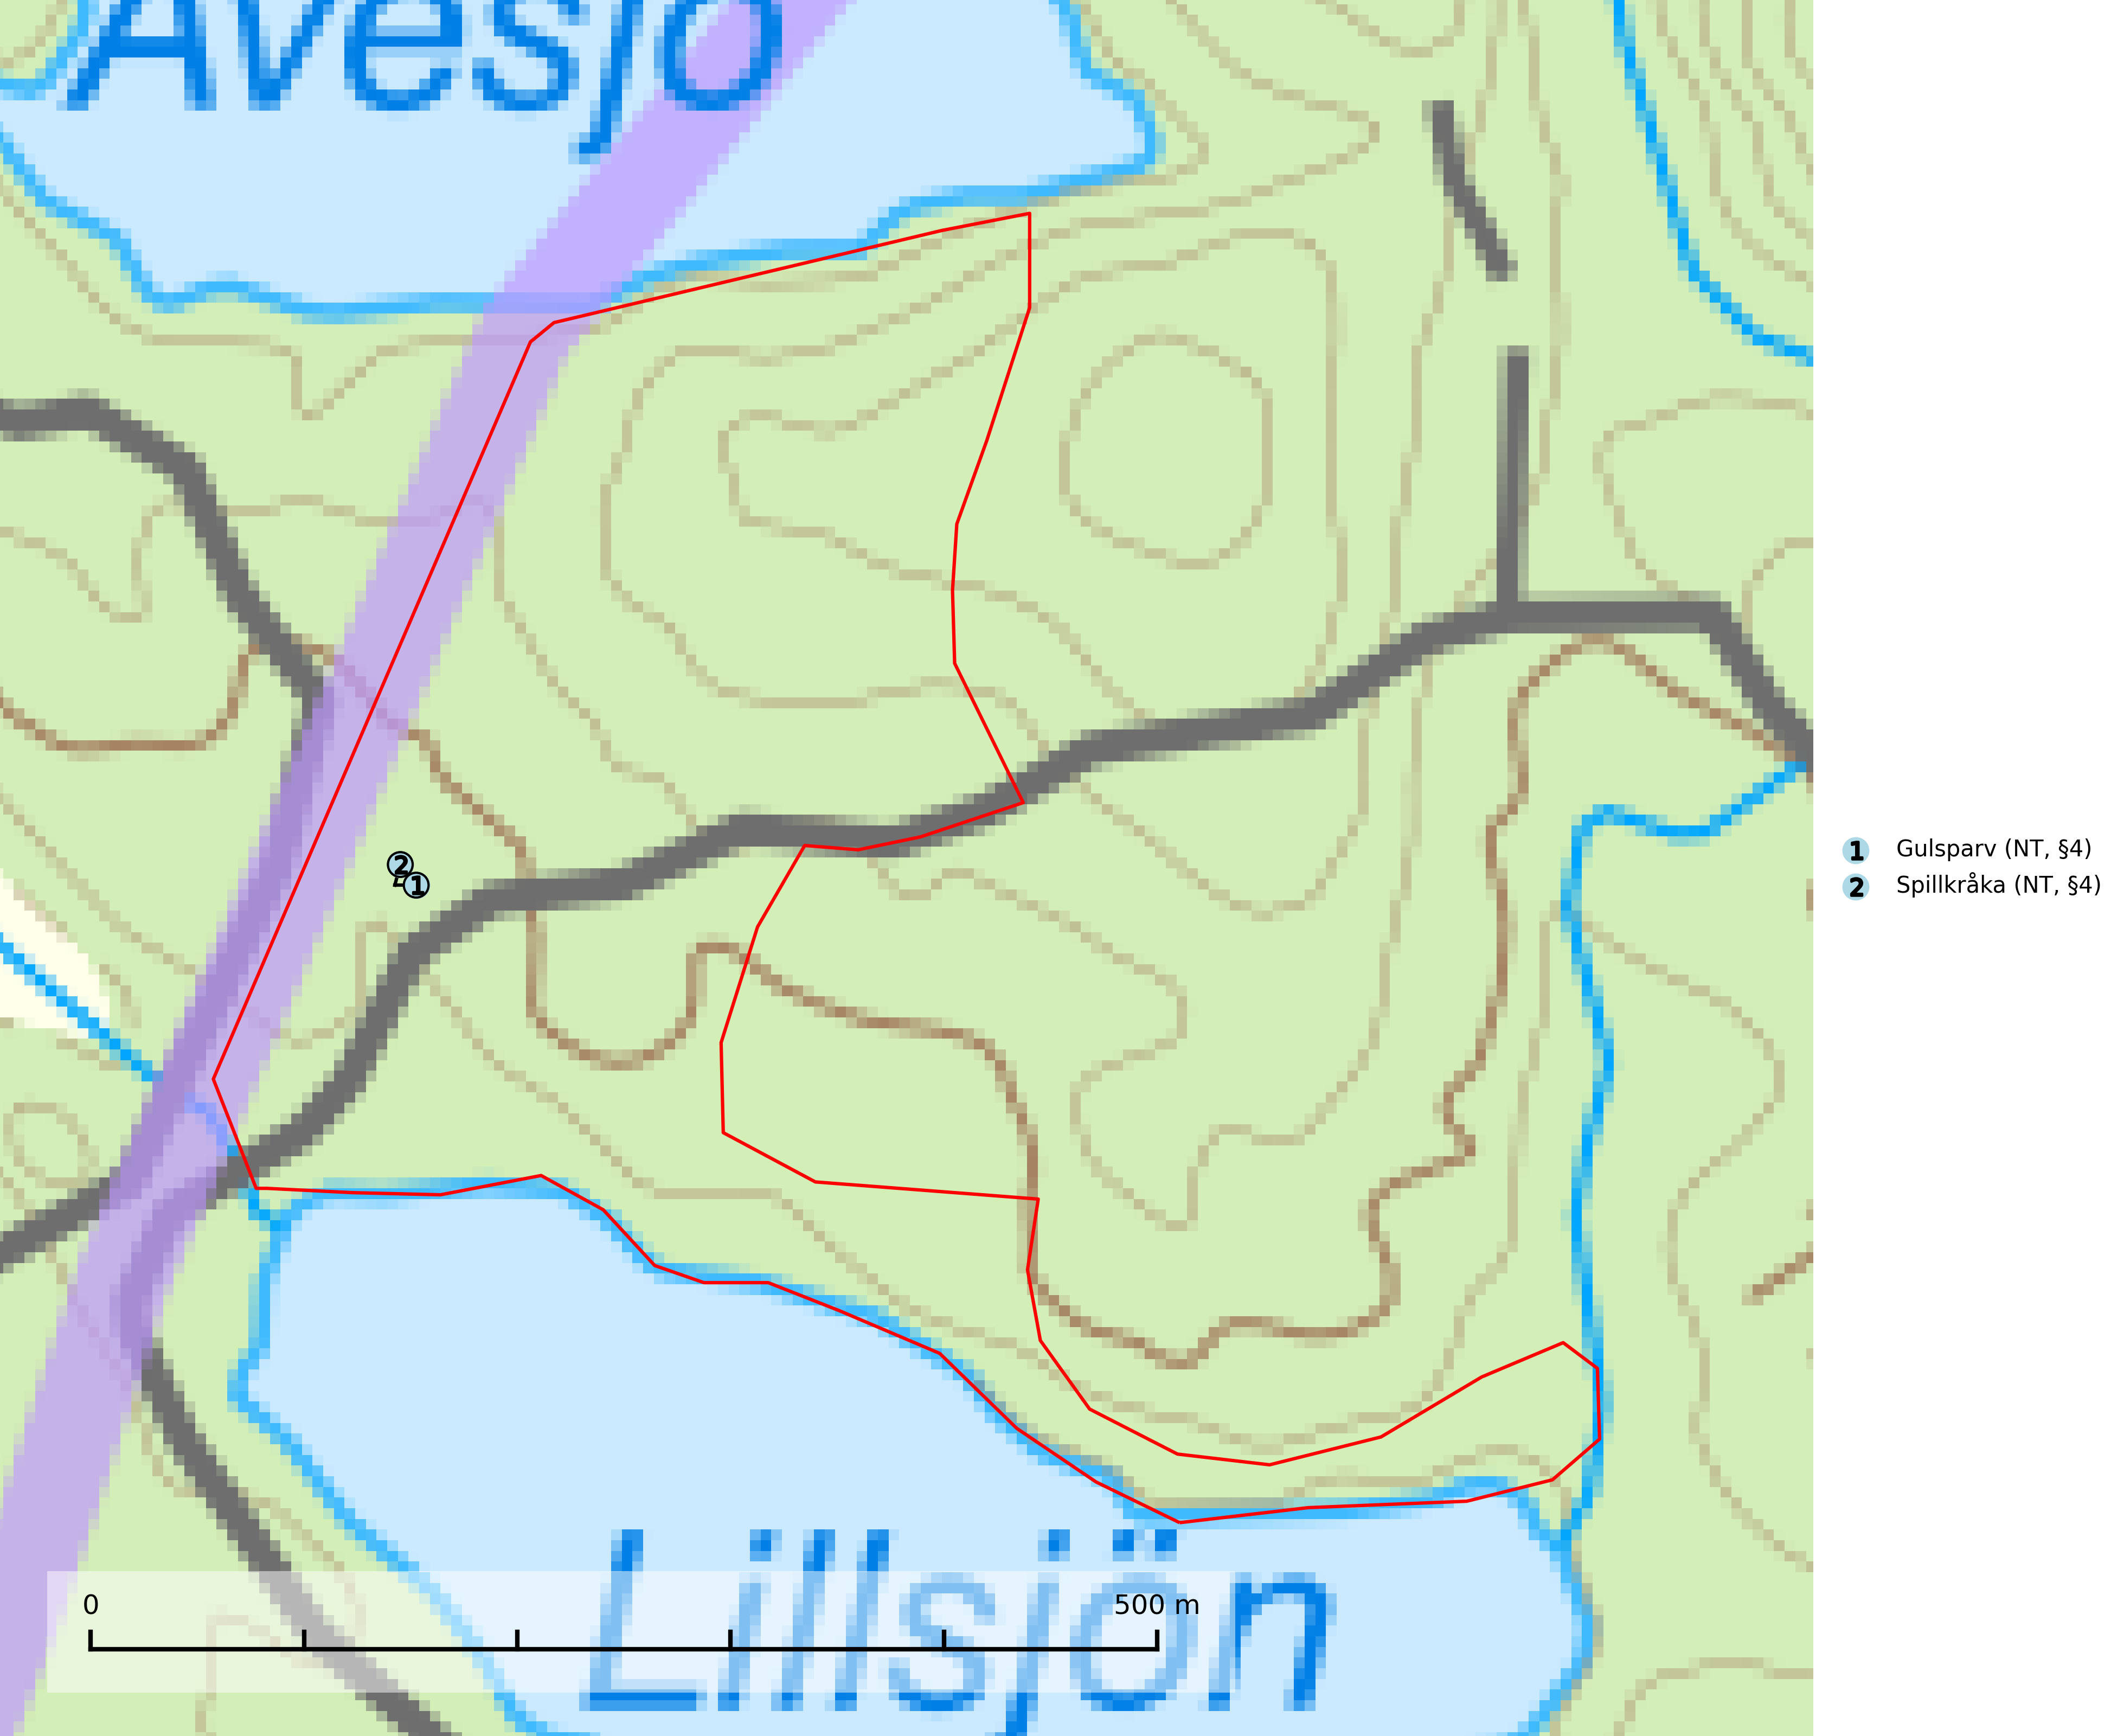 Avesjö
2
1
1 Gulsparv (NT, §4)
2 Spillkråka (NT, §4)
Lillsjön
0 500 m